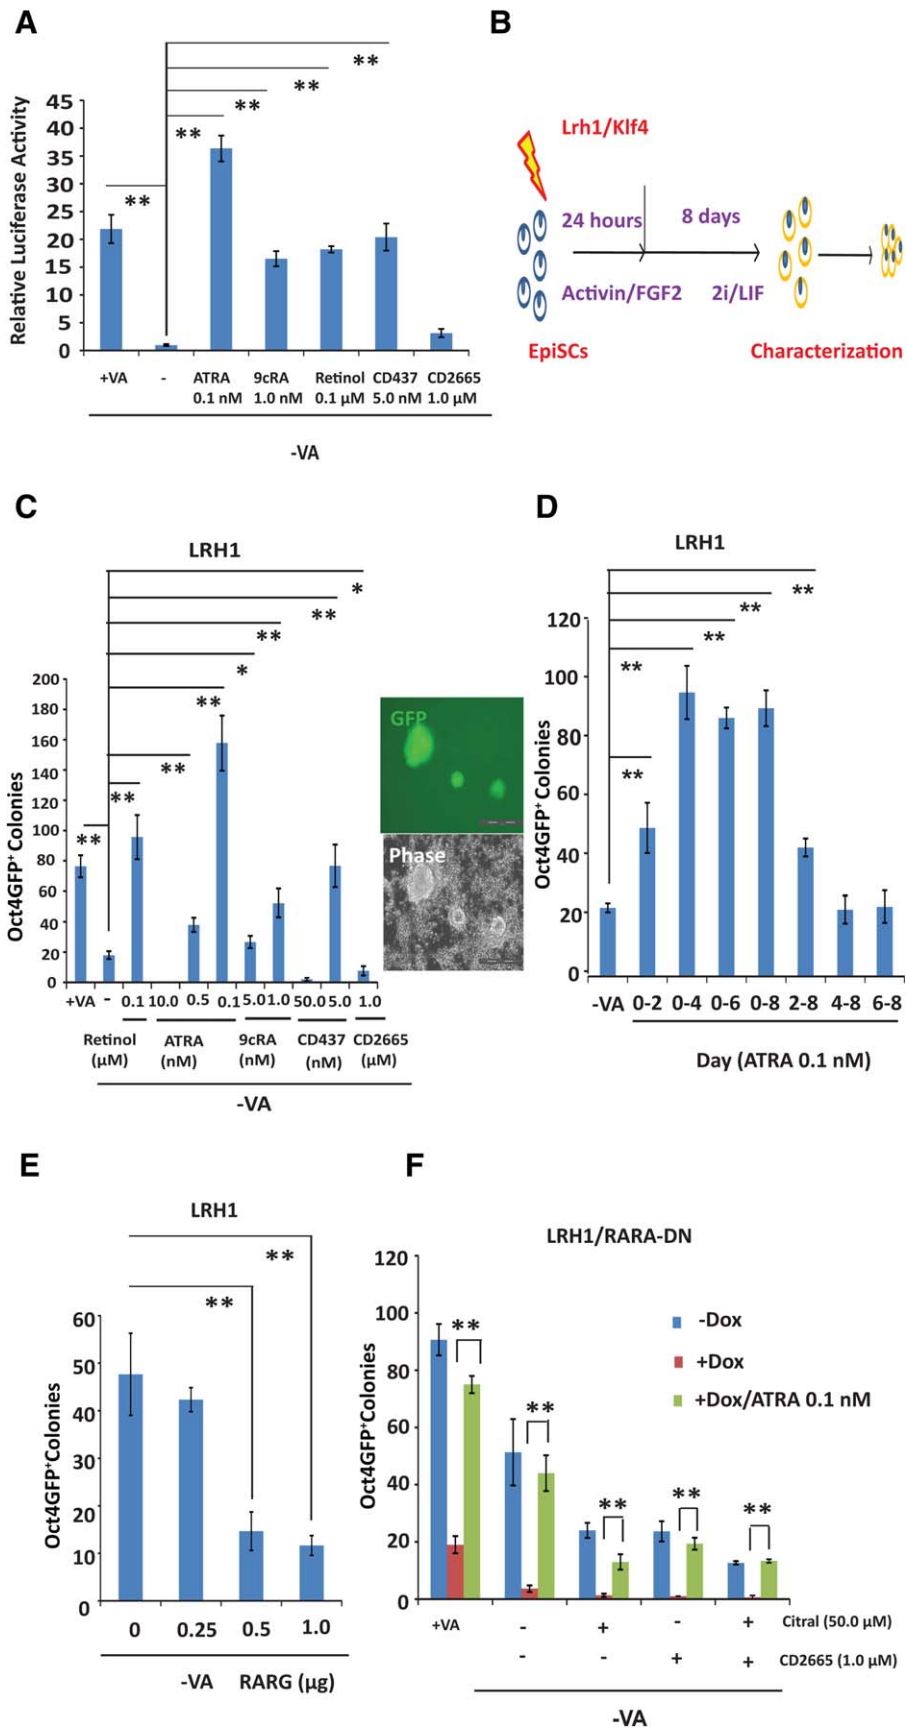 A
Relative Luciferase Activity
45
40
35
30
25
20
15
10
5
0
**
**
**
**
**
+VA - ATRA 9cRA Retinol CD437 CD2665
0.1 nM 1.0 nM 0.1 µM 5.0 nM 1.0 µM
-VA
B
Lrh1/Klf4
24 hours 8 days
Activin/FGF2 2i/LIF
EpiSCs Characterization
C
LRH1
*
**
**
*
**
**
**
**
Oct4GFP+ Colonies
200
180
160
140
120
100
80
60
40
20
0
+VA - 0.1 10.0 0.5 0.1 5.0 1.0 50.0 5.0 1.0
Retinol ATRA 9cRA CD437 CD2665
(µM) (nM) (nM) (nM) (µM)
-VA
GFP
Phase
D
LRH1
**
**
**
**
**
Oct4GFP+ Colonies
120
100
80
60
40
20
0
-VA 0-2 0-4 0-6 0-8 2-8 4-8 6-8
Day (ATRA 0.1 nM)
E
LRH1
**
**
Oct4GFP+Colonies
60
50
40
30
20
10
0
0 0.25 0.5 1.0
-VA RARG (µg)
F
LRH1/RARA-DN
-Dox
+Dox
+Dox/ATRA 0.1 nM
**
**
**
**
**
Oct4GFP+Colonies
120
100
80
60
40
20
0
+VA - + - + Citral (50.0 µM)
- - + + CD2665 (1.0 µM)
-VA